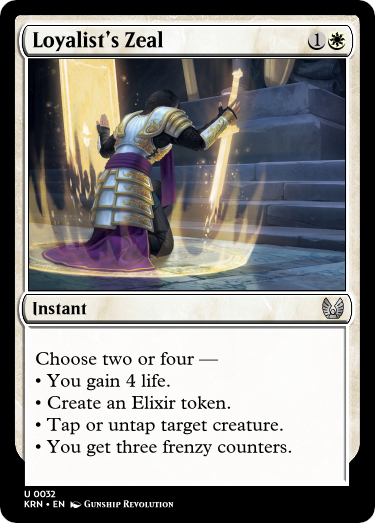 Loyalist's Zeal 1
Instant
Choose two or four —
• You gain 4 life.
• Create an Elixir token.
• Tap or untap target creature.
• You get three frenzy counters.
U 0032
KRN • EN Gunship Revolution